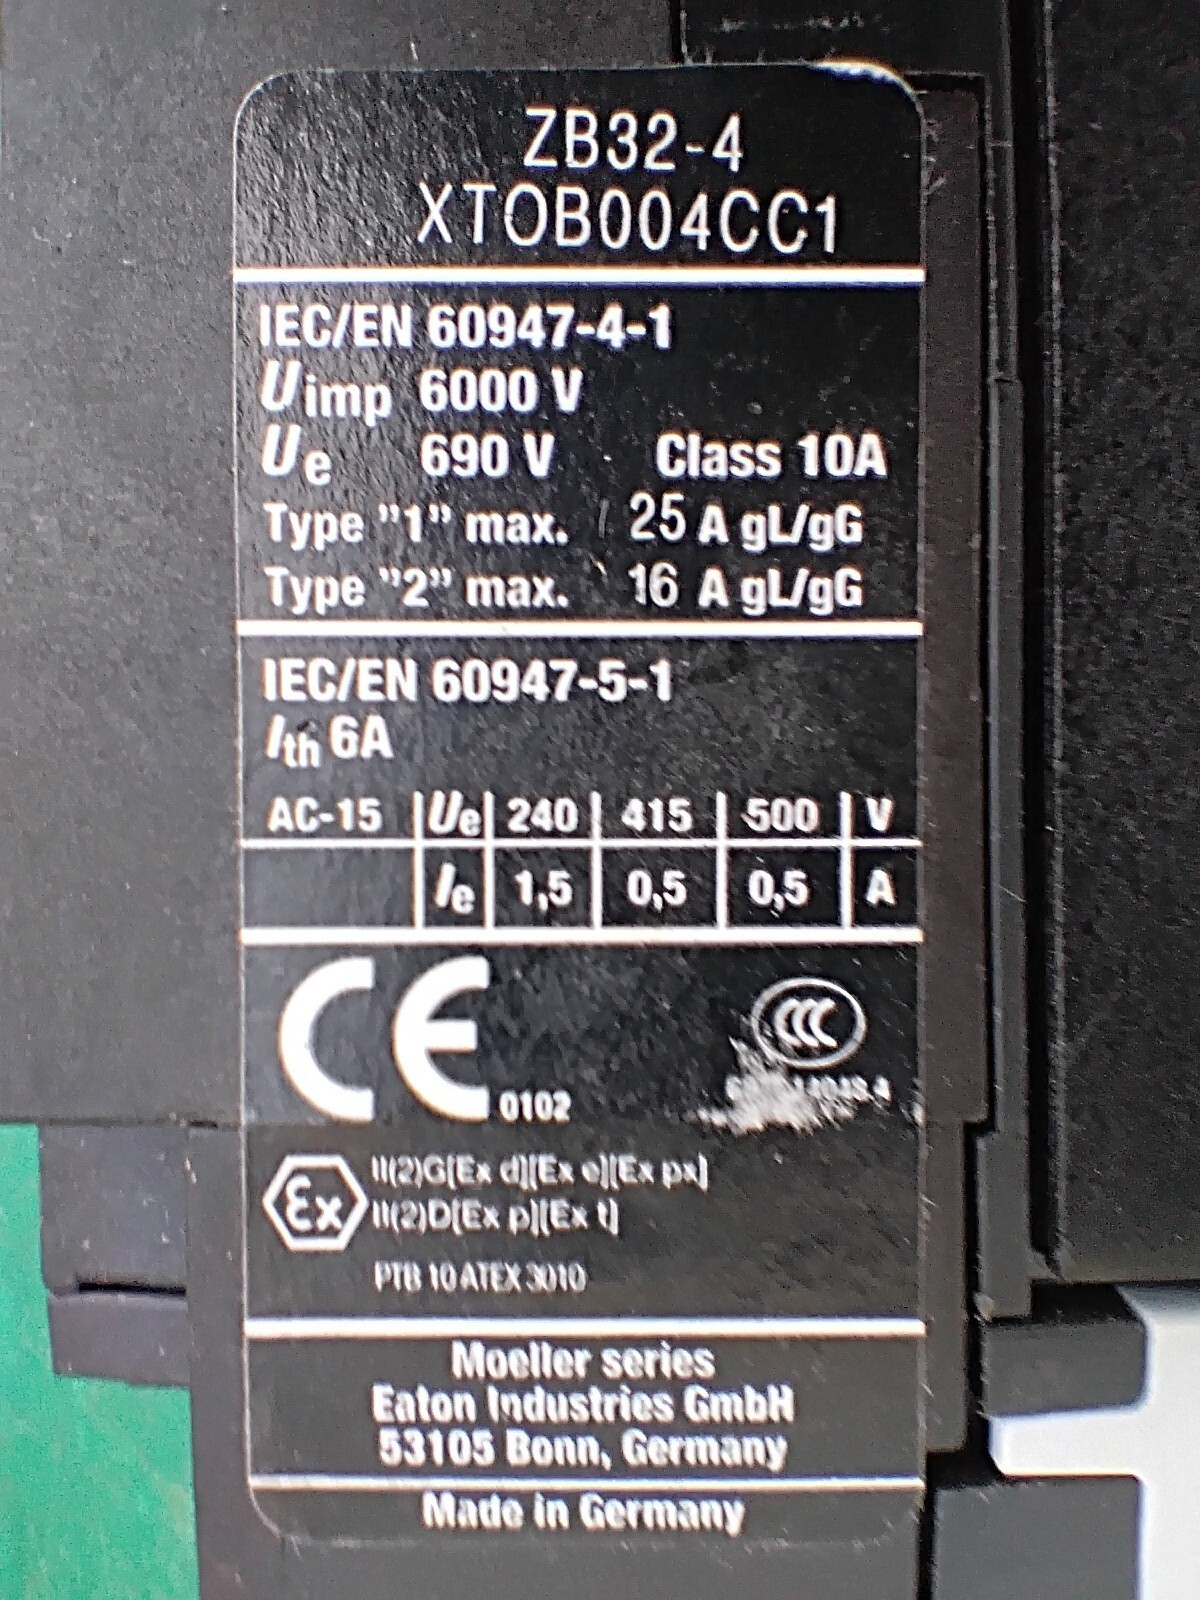 ZB32-4
XTOB004CC1
IEC/EN 60947-4-1
Uimp 6000 V
Ue 690 V Class 10A
Type "1" max. 25 A gL/gG
Type "2" max. 16 A gL/gG
IEC/EN 60947-5-1
Ith 6A
AC-15 Ue 240 415 500 V
Ie 1,5 0,5 0,5 A
CE 0102
CCC
Ex II(2)G[Ex d][Ex e][Ex px]
II(2)D[Ex p][Ex t]
PTB 10 ATEX 3010
Moeller series
Eaton Industries GmbH
53105 Bonn, Germany
Made in Germany